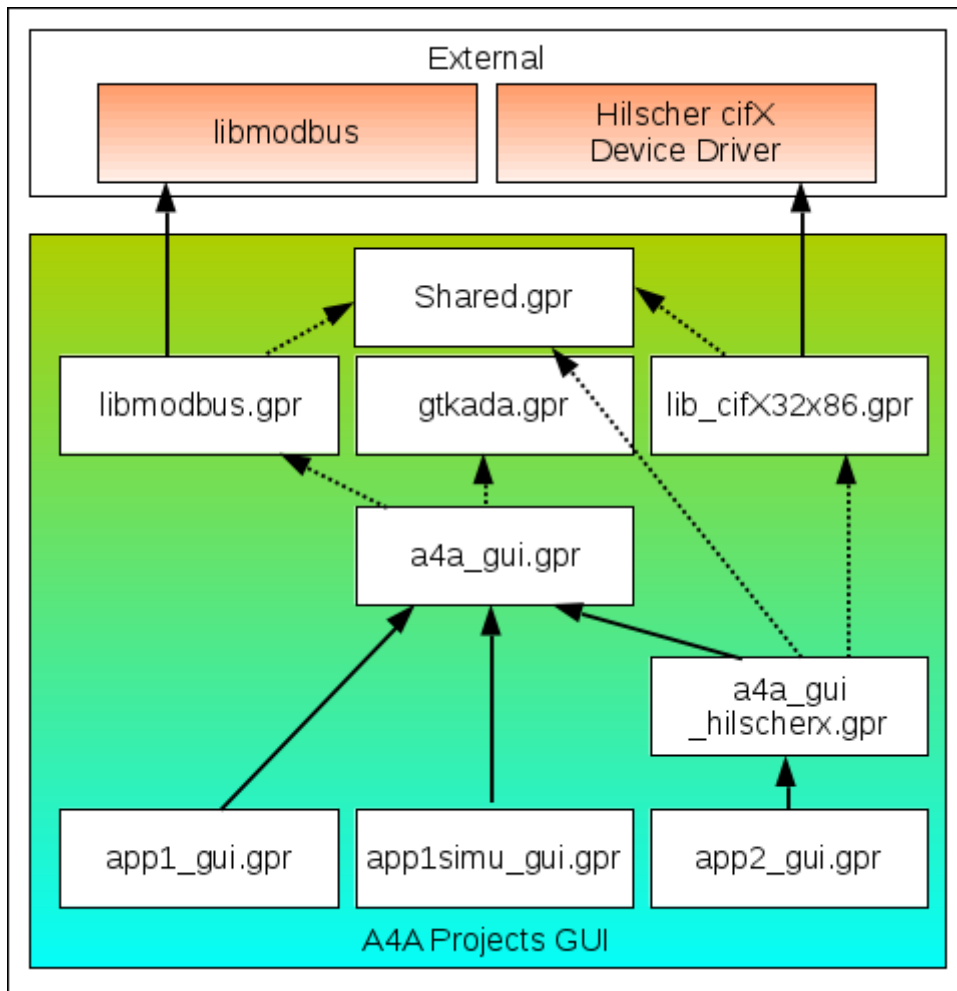 External
libmodbus
Hilscher cifX
Device Driver
Shared.gpr
libmodbus.gpr
gtkada.gpr
lib_cifX32x86.gpr
a4a_gui.gpr
a4a_gui
_hilscherx.gpr
app1_gui.gpr
app1simu_gui.gpr
app2_gui.gpr
A4A Projects GUI